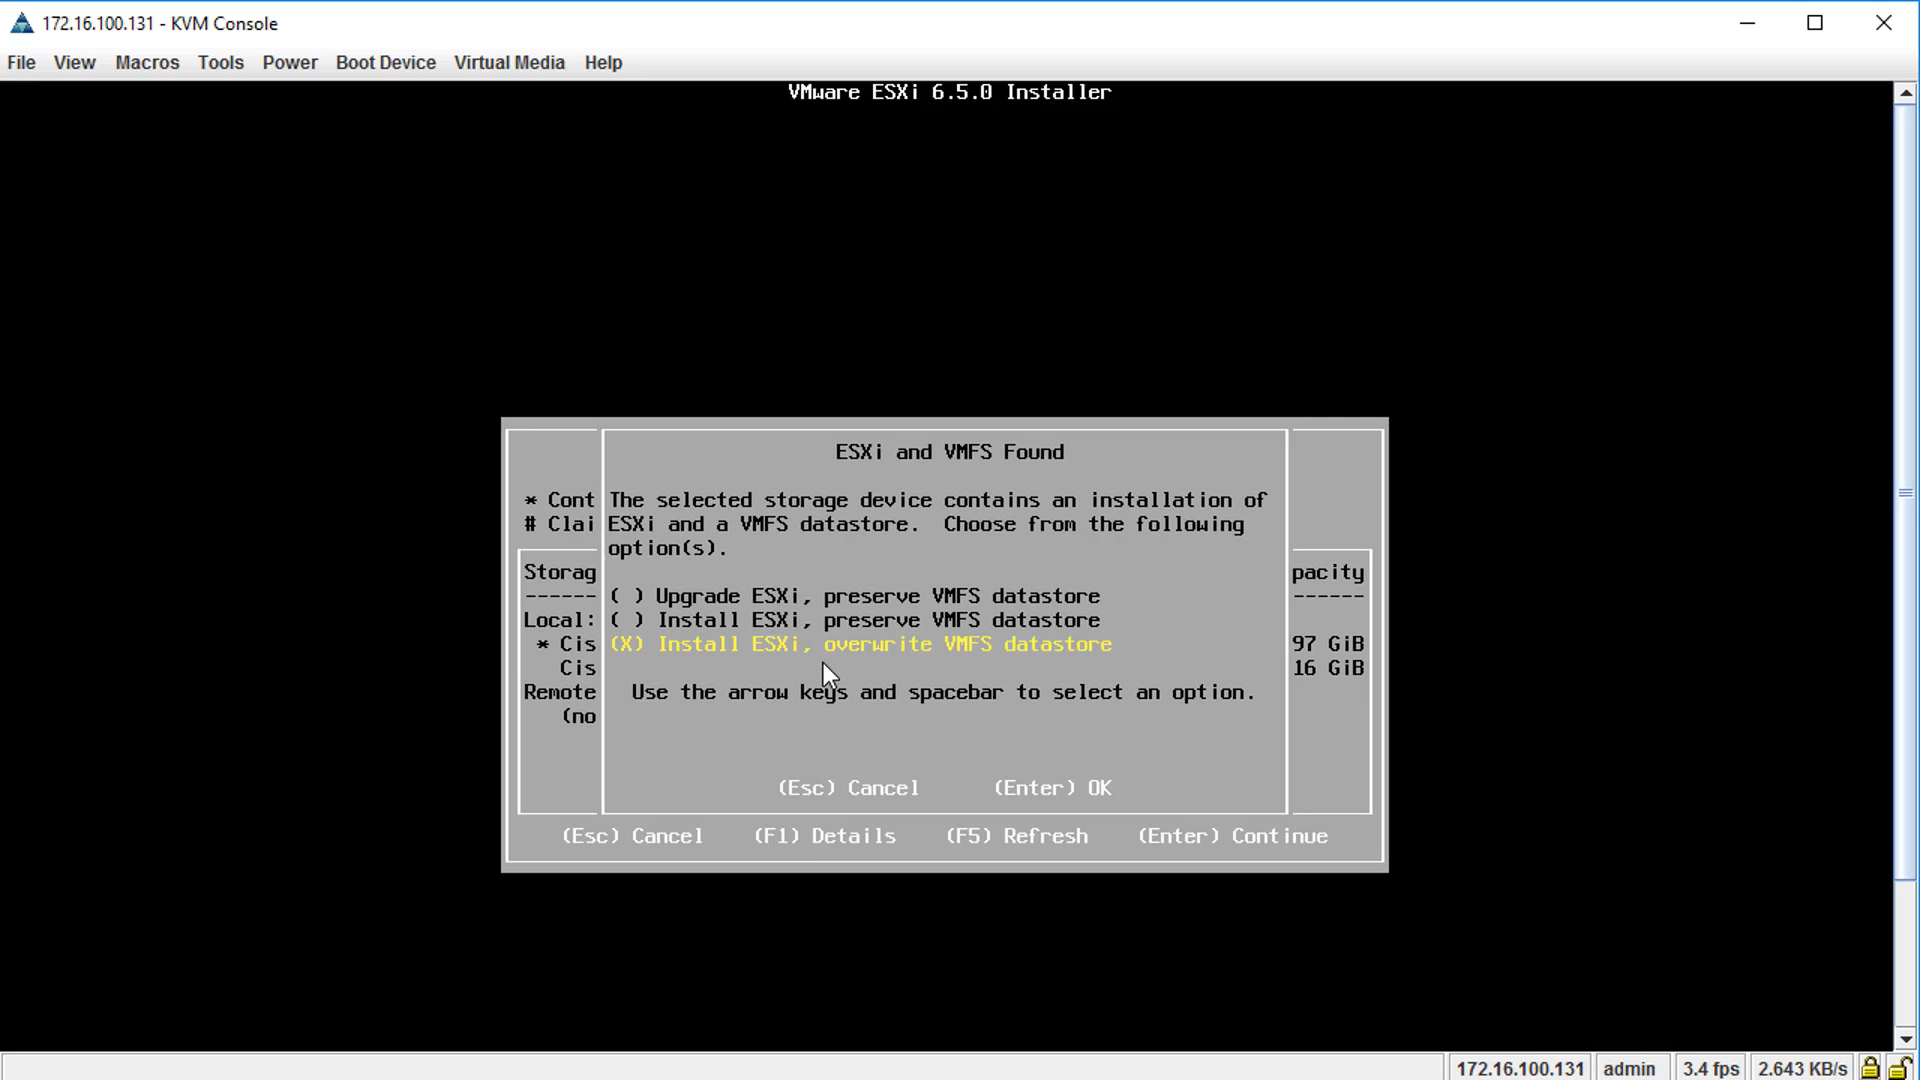 172.16.100.131 - KVM Console
File View Macros Tools Power Boot Device Virtual Media Help
VMware ESXi 6.5.0 Installer
ESXi and VMFS Found
* Cont The selected storage device contains an installation of
# Clai ESXi and a VMFS datastore. Choose from the following
option(s).
Storag pacity
------ ( ) Upgrade ESXi, preserve VMFS datastore ------
Local: ( ) Install ESXi, preserve VMFS datastore
* Cis (X) Install ESXi, overwrite VMFS datastore 97 GiB
Cis 16 GiB
Remote Use the arrow keys and spacebar to select an option.
(no
(Esc) Cancel (Enter) OK
(Esc) Cancel (F1) Details (F5) Refresh (Enter) Continue
172.16.100.131 admin 3.4 fps 2.643 KB/s